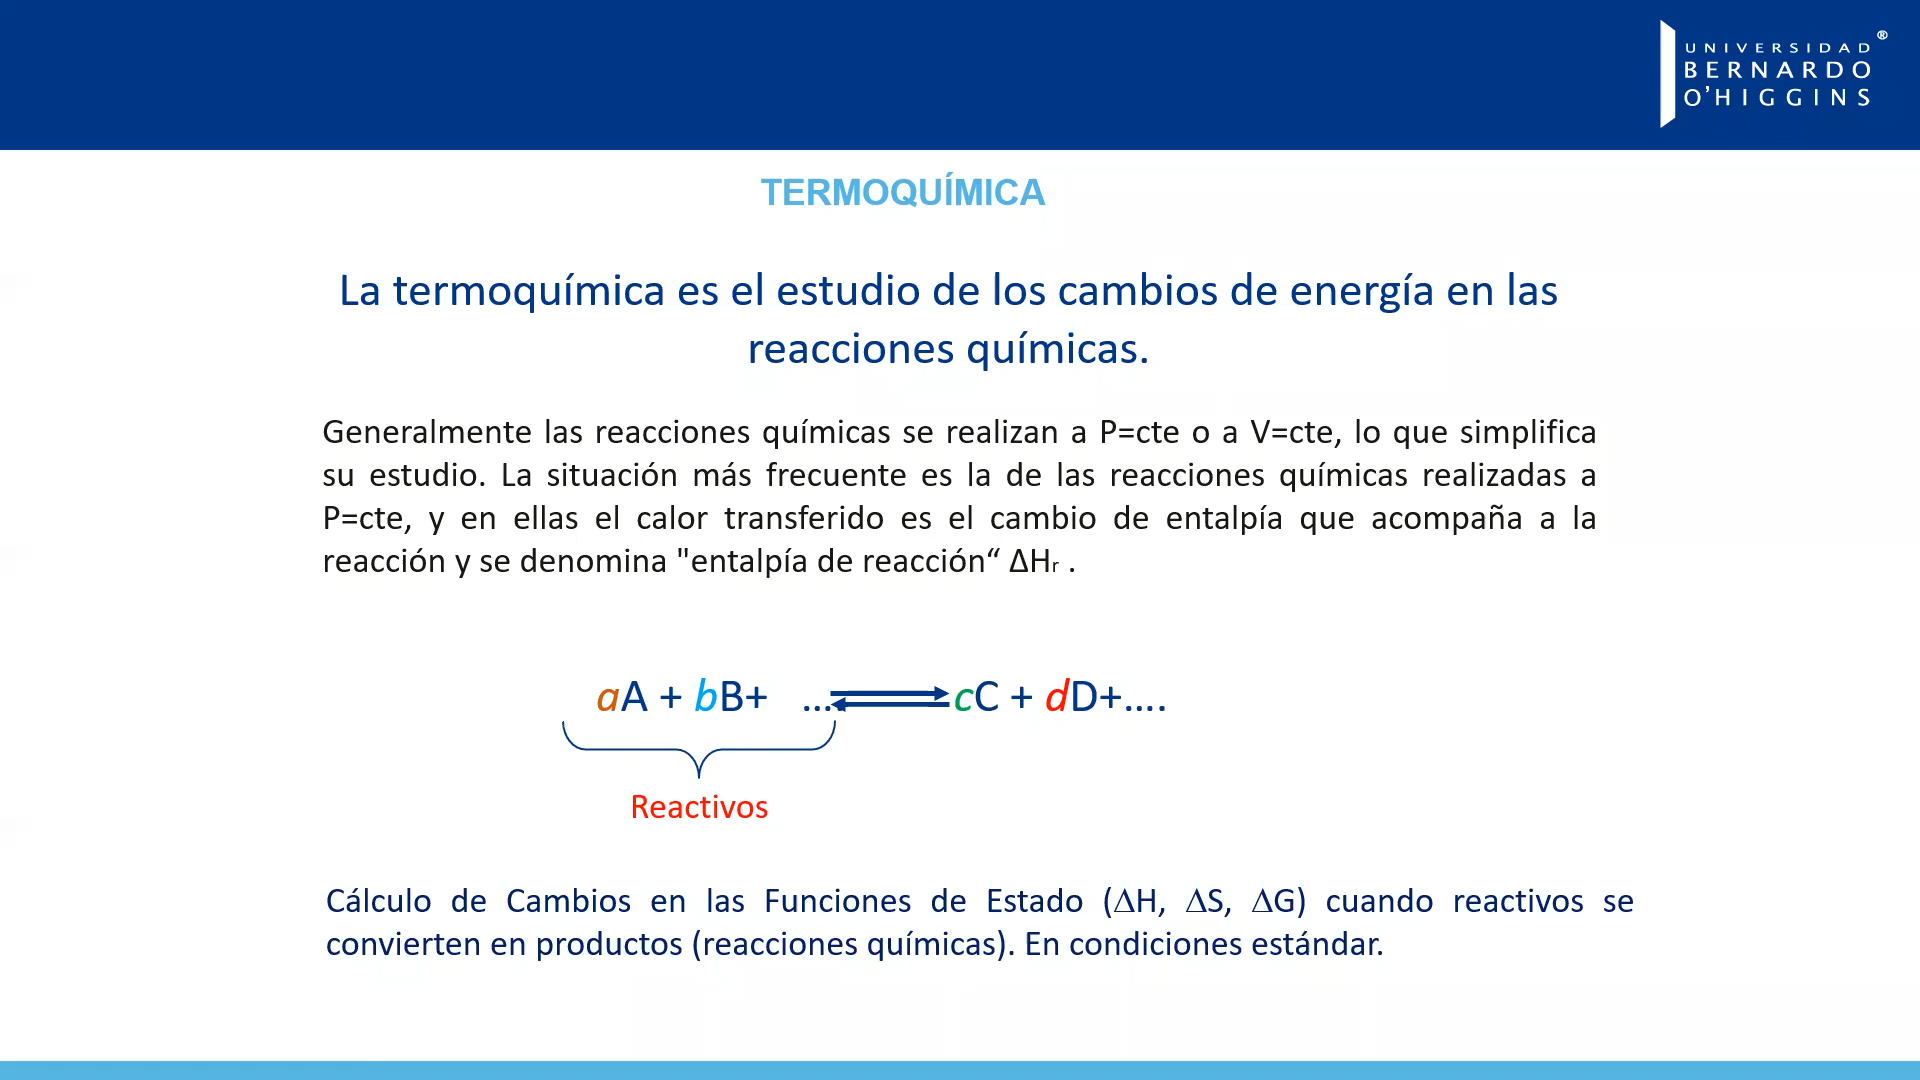 UNIVERSIDAD ®
BERNARDO
O'HIGGINS
TERMOQUÍMICA
La termoquímica es el estudio de los cambios de energía en las
reacciones químicas.
Generalmente las reacciones químicas se realizan a P=cte o a V=cte, lo que simplifica
su estudio. La situación más frecuente es la de las reacciones químicas realizadas a
P=cte, y en ellas el calor transferido es el cambio de entalpía que acompaña a la
reacción y se denomina "entalpía de reacción“ ΔHr .
aA + bB+ .... ⇌ cC + dD+....
Reactivos
Cálculo de Cambios en las Funciones de Estado (ΔH, ΔS, ΔG) cuando reactivos se
convierten en productos (reacciones químicas). En condiciones estándar.